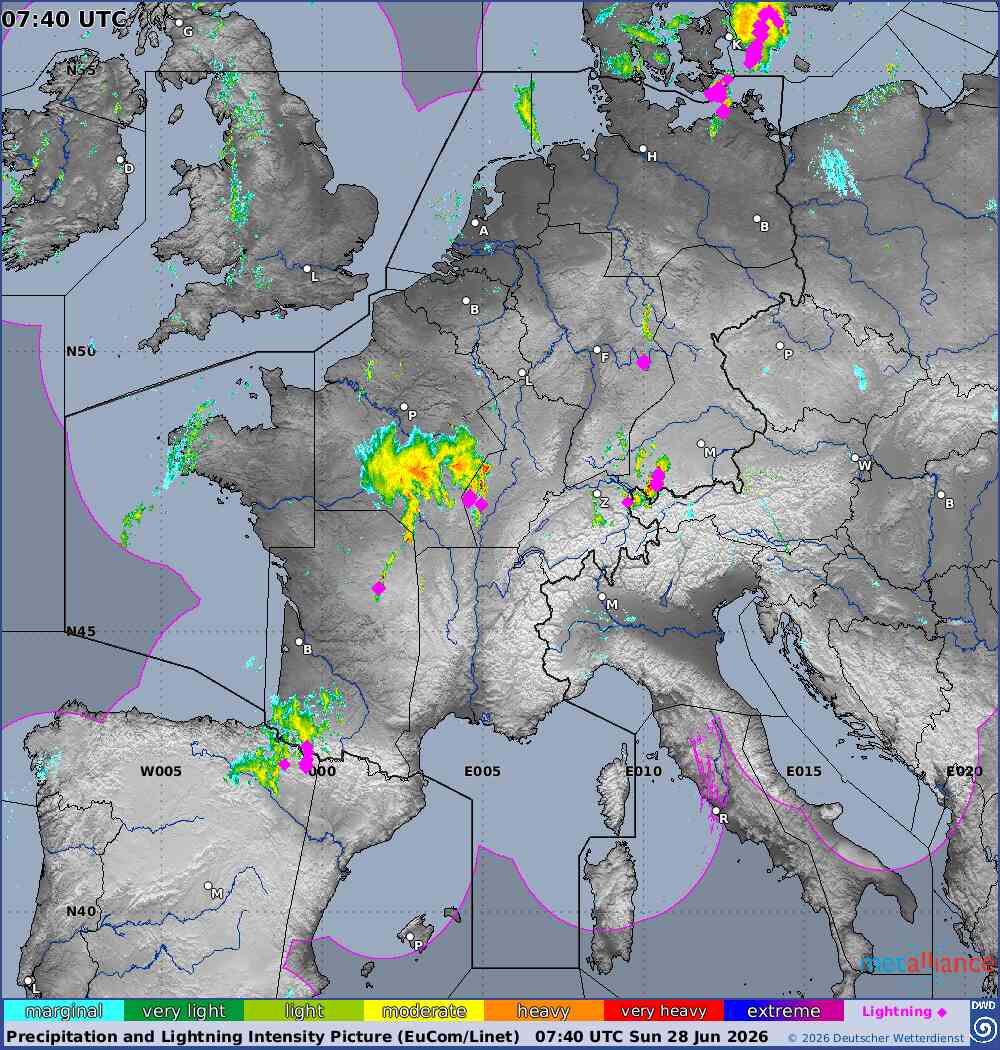 07:40 UTC
G
K
N55
D
H
A
B
L
B
N50
F
P
L
P
M
W
Z
B
M
N45
B
W005
000
E005
E010
E015
E020
R
M
N40
P
L
metalliance
marginal
very light
light
moderate
heavy
very heavy
extreme
Lightning
DWD
Precipitation and Lightning Intensity Picture (EuCom/Linet) 07:40 UTC Sun 28 Jun 2026
© 2026 Deutscher Wetterdienst